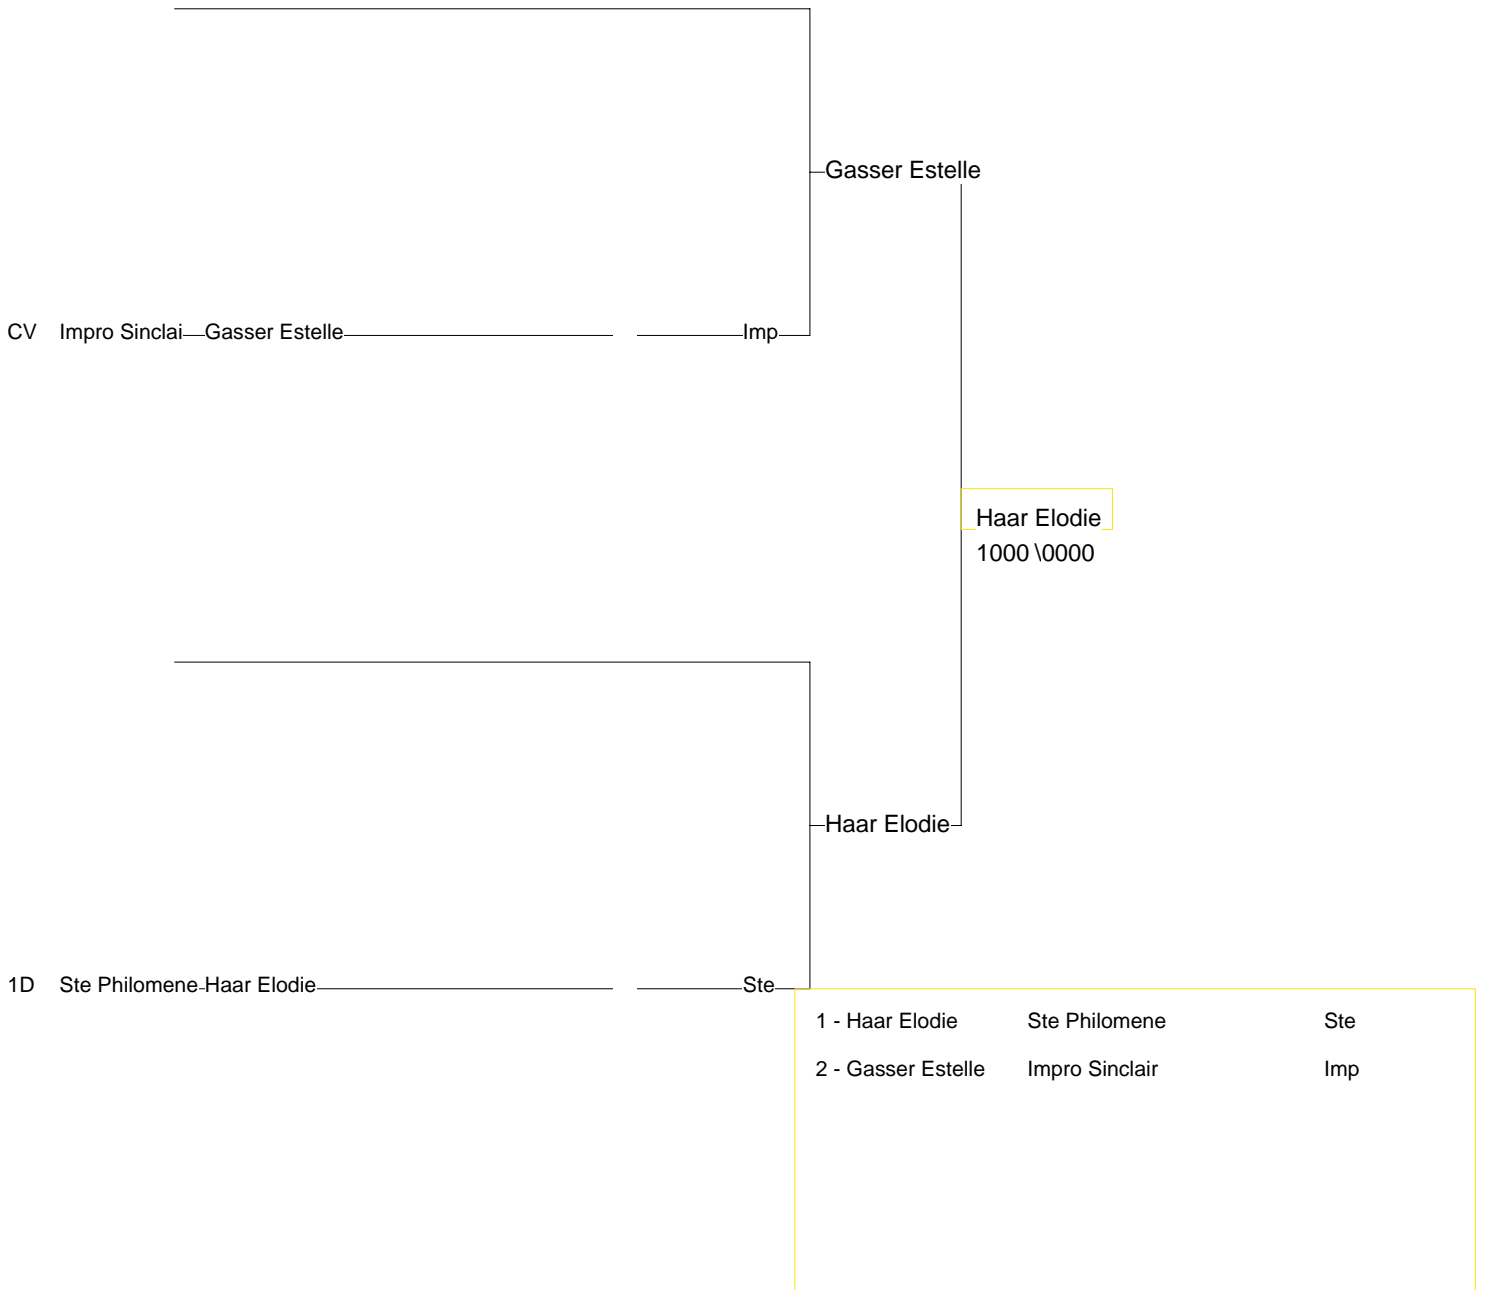 Gasser Estelle
CV Impro Sinclai Gasser Estelle Imp
Haar Elodie
1000 \0000
Haar Elodie
1D Ste Philomene Haar Elodie Ste
1 - Haar Elodie Ste Philomene Ste
2 - Gasser Estelle Impro Sinclair Imp